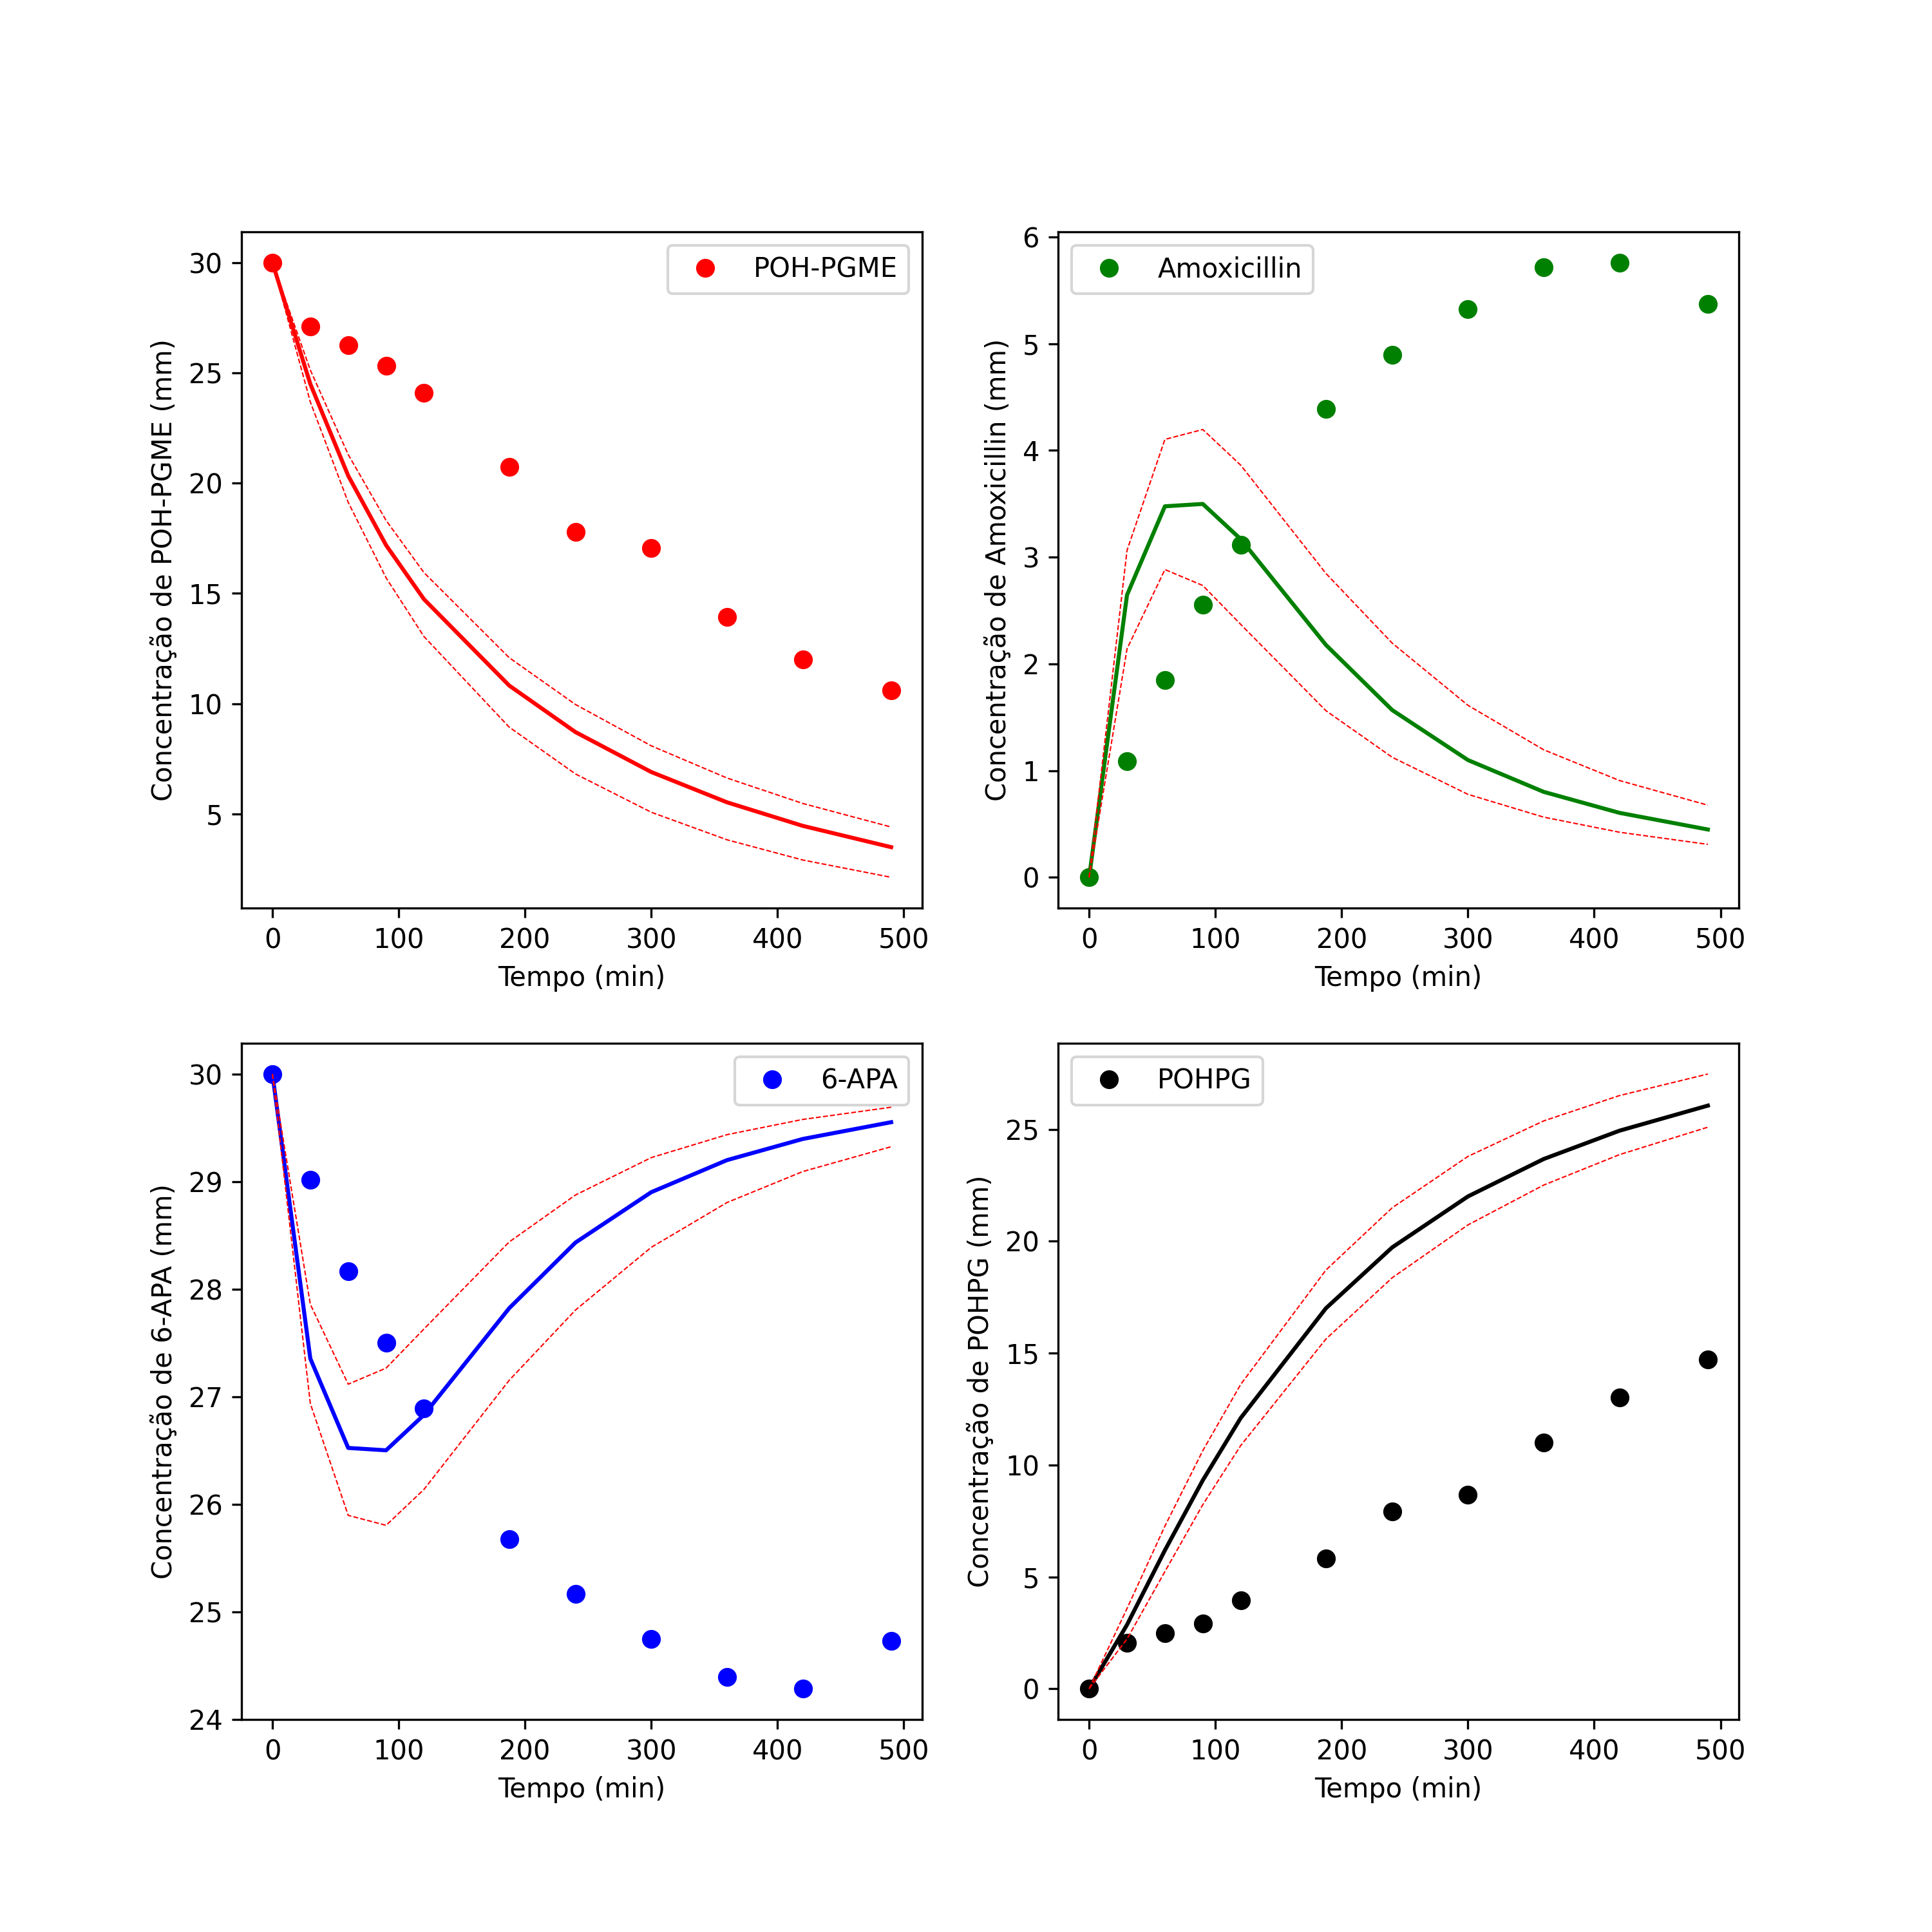 POH-PGME
Concentração de POH-PGME (mm)
30
25
20
15
10
5
0 100 200 300 400 500
Tempo (min)
Amoxicillin
Concentração de Amoxicillin (mm)
6
5
4
3
2
1
0
0 100 200 300 400 500
Tempo (min)
6-APA
Concentração de 6-APA (mm)
30
29
28
27
26
25
24
0 100 200 300 400 500
Tempo (min)
POHPG
Concentração de POHPG (mm)
25
20
15
10
5
0
0 100 200 300 400 500
Tempo (min)